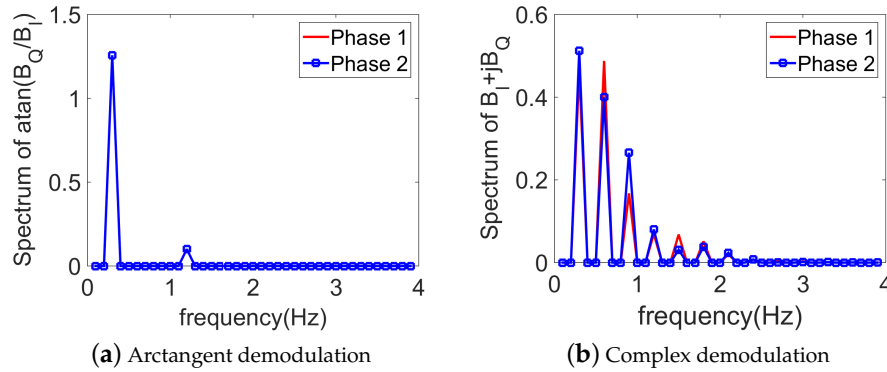 Spectrum of atan(B_Q/B_I)
1.5
1
0.5
0
0 1 2 3 4
frequency(Hz)
Phase 1
Phase 2
(a) Arctangent demodulation
Spectrum of B_I+jB_Q
0.6
0.4
0.2
0
0 1 2 3 4
frequency(Hz)
Phase 1
Phase 2
(b) Complex demodulation